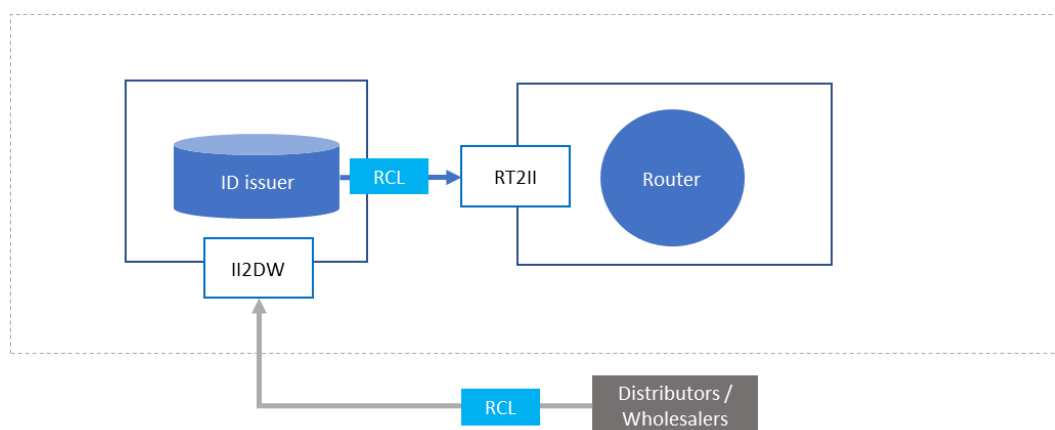 ID issuer
RCL
RT2II
Router
II2DW
RCL
Distributors /
Wholesalers